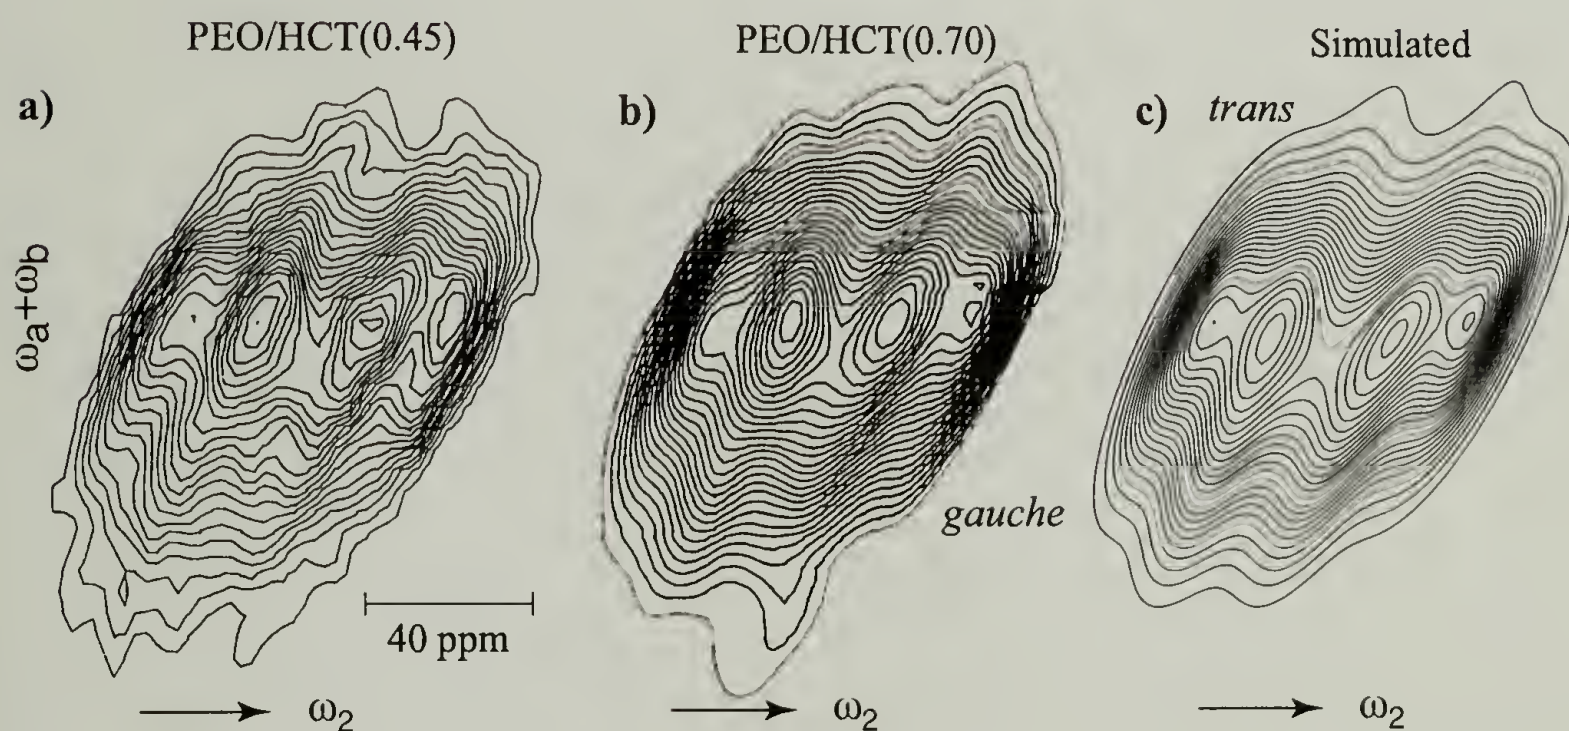 PEO/HCT(0.45)
PEO/HCT(0.70)
Simulated
a)
b)
c)
trans
ωa+ωb
gauche
40 ppm
ω2
ω2
ω2